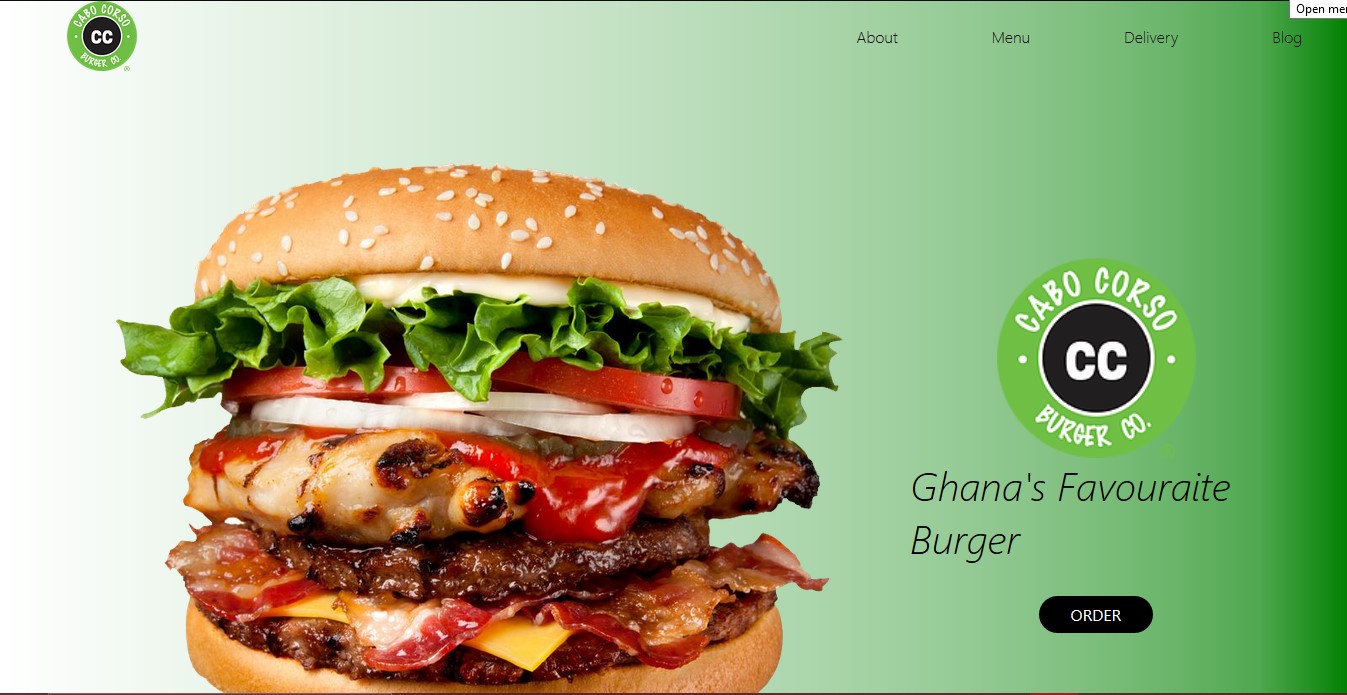 CABO CORSO
CC
BURGER CO.
About
Menu
Delivery
Blog
Open me
CABO CORSO
CC
BURGER CO.
Ghana's Favouraite
Burger
ORDER